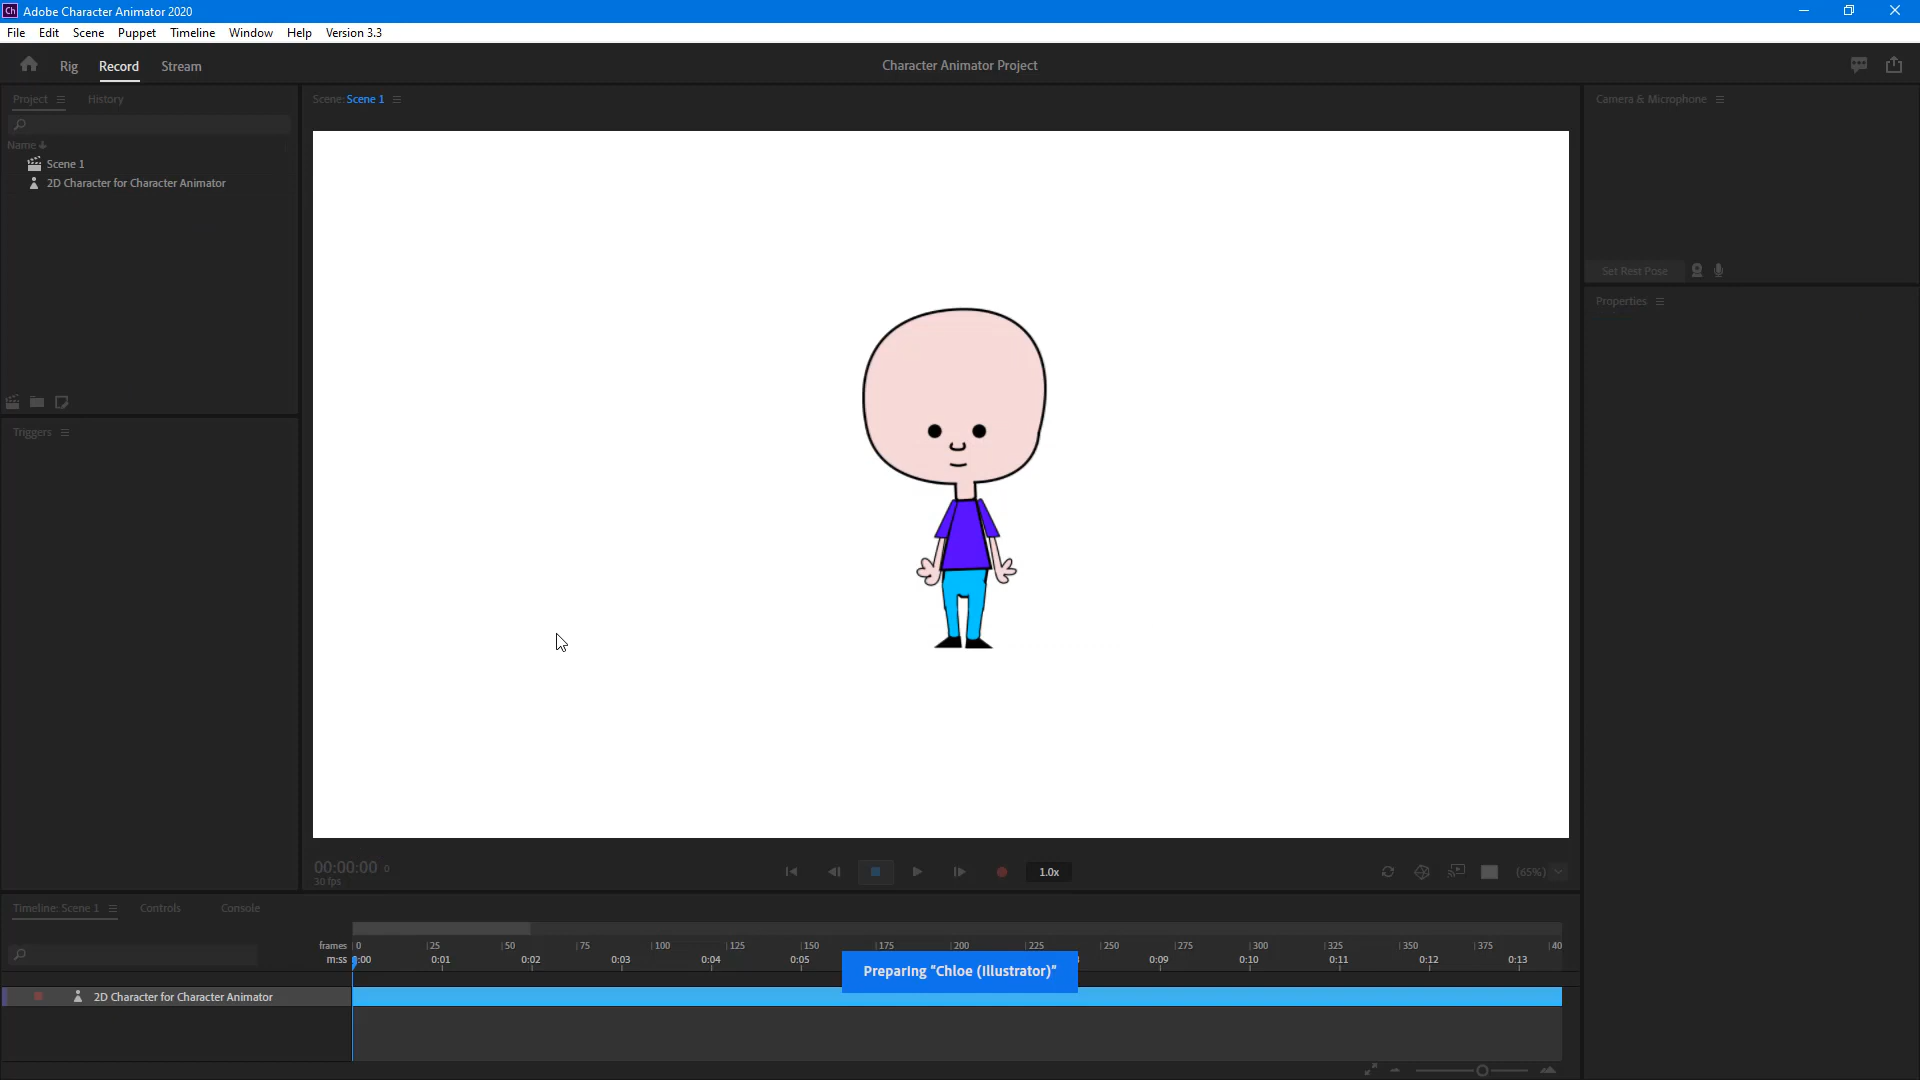 Ch Adobe Character Animator 2020
File Edit Scene Puppet Timeline Window Help Version 3.3
Rig Record Stream Character Animator Project
Project History
Scene: Scene 1
Camera & Microphone
Name
Scene 1
2D Character for Character Animator
Set Rest Pose
Properties
Triggers
00:00:00 0
30 fps
1.0x
(65%)
Timeline: Scene 1 Controls Console
frames 0 25 50 75 100 125 150 175 200 225 250 275 300 325 350 375 40
m:ss 0:00 0:01 0:02 0:03 0:04 0:05 0:09 0:10 0:11 0:12 0:13
Preparing “Chloe (Illustrator)”
2D Character for Character Animator